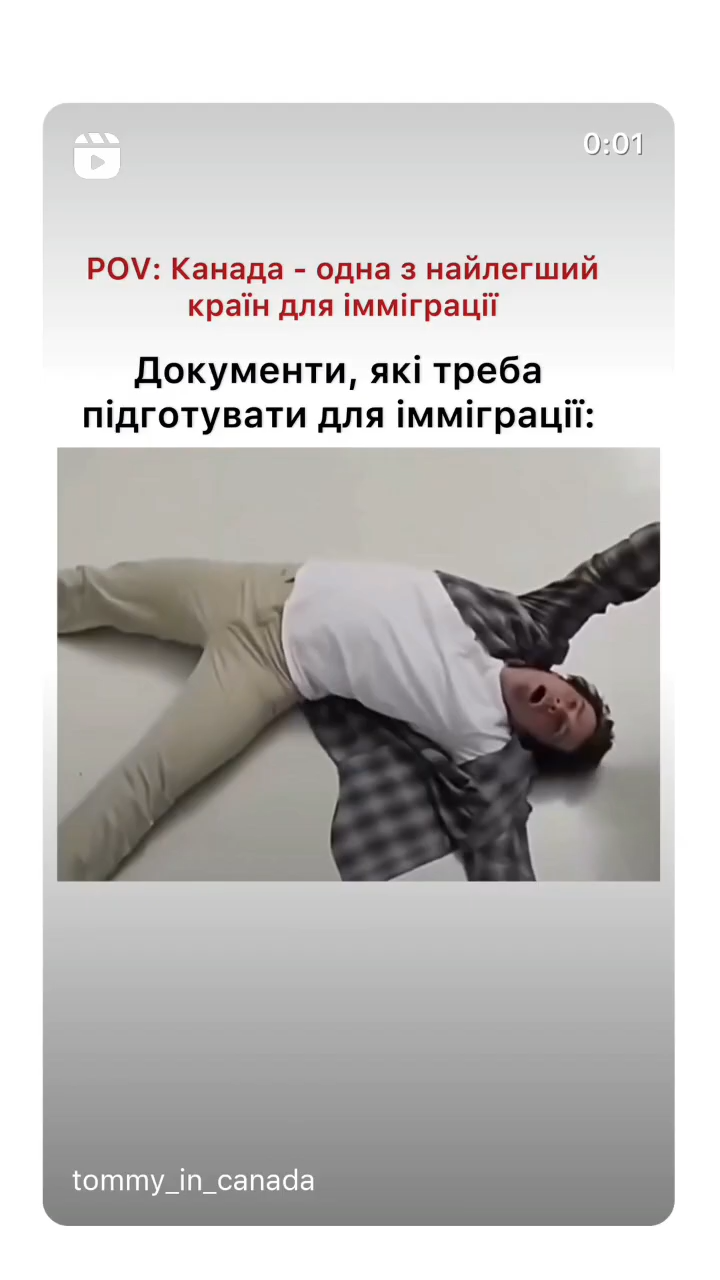 0:01
POV: Канада - одна з найлегший
країн для імміграції
Документи, які треба
підготувати для імміграції:
tommy_in_canada